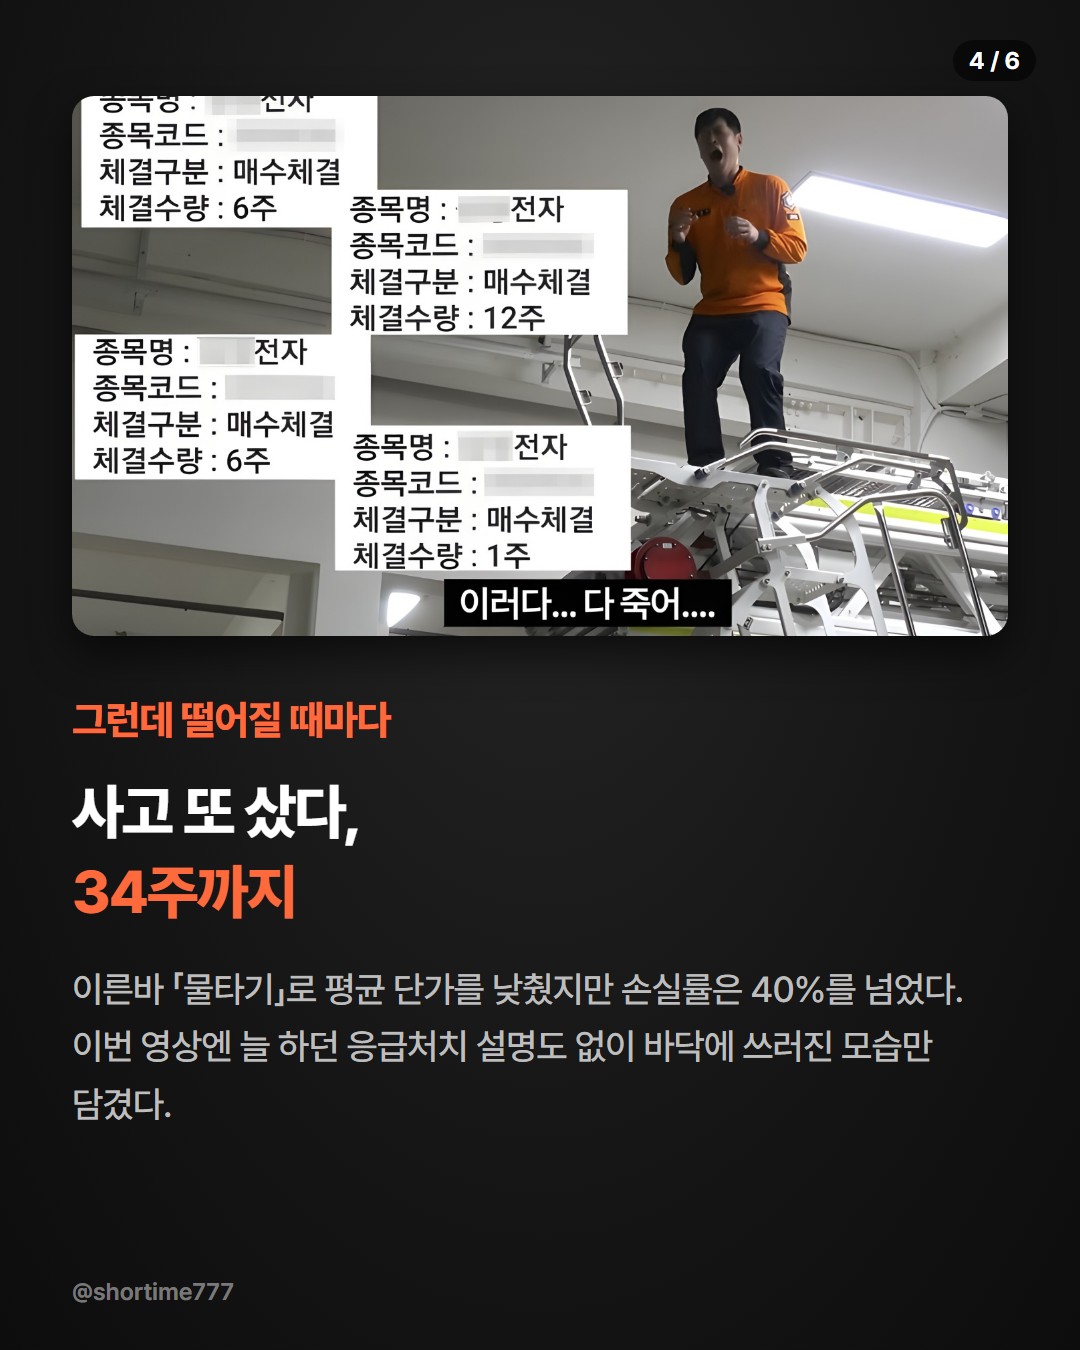 4 / 6
종목명 : 전자
종목코드 :
체결구분 : 매수체결
체결수량 : 6주
종목명 : 전자
종목코드 :
체결구분 : 매수체결
체결수량 : 12주
종목명 : 전자
종목코드 :
체결구분 : 매수체결
체결수량 : 6주
종목명 : 전자
종목코드 :
체결구분 : 매수체결
체결수량 : 1주
이러다... 다 죽어....
그런데 떨어질 때마다
사고 또 샀다,
34주까지
이른바 「물타기」로 평균 단가를 낮췄지만 손실률은 40%를 넘었다.
이번 영상엔 늘 하던 응급처치 설명도 없이 바닥에 쓰러진 모습만
담겼다.
@shortime777